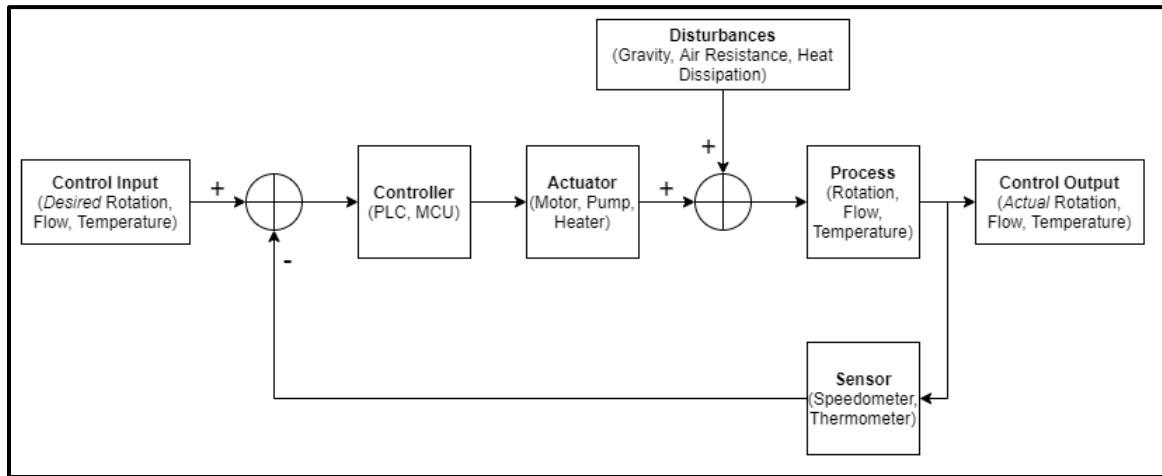 Disturbances
(Gravity, Air Resistance, Heat
Dissipation)
+
Control Input
(Desired Rotation,
Flow, Temperature)
+
-
Controller
(PLC, MCU)
Actuator
(Motor, Pump,
Heater)
+
Process
(Rotation,
Flow,
Temperature)
Control Output
(Actual Rotation,
Flow, Temperature)
Sensor
(Speedometer,
Thermometer)